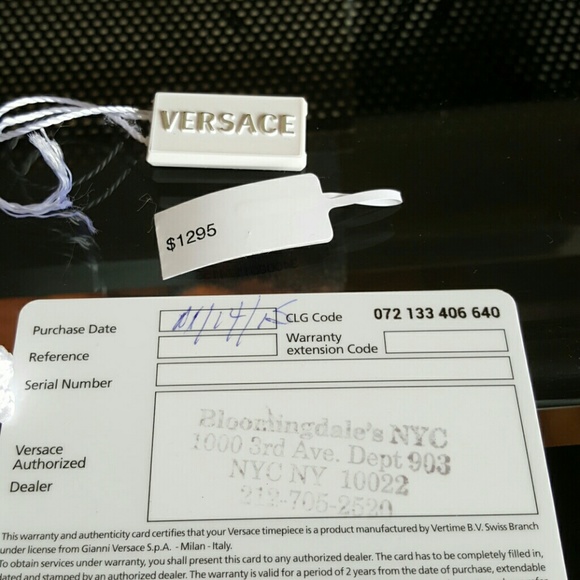 VERSACE
$1295
Purchase Date
CLG Code 072 133 406 640
Reference
Warranty extension Code
Serial Number
Versace Authorized Dealer
Bloomingdale's NYC
1000 3rd Ave. Dept 903
NYC NY 10022
212-705-2520
This warranty and authenticity card certifies that your Versace timepiece is a product manufactured by Vertime B.V. Swiss Branch
under license from Gianni Versace S.p.A. - Milan - Italy.
To obtain services under warranty, you shall present this card to any authorized dealer. The card has to be completely filled in,
dated and stamped by an authorized dealer. The warranty is valid for a period of 2 years from the date of purchase, extendable